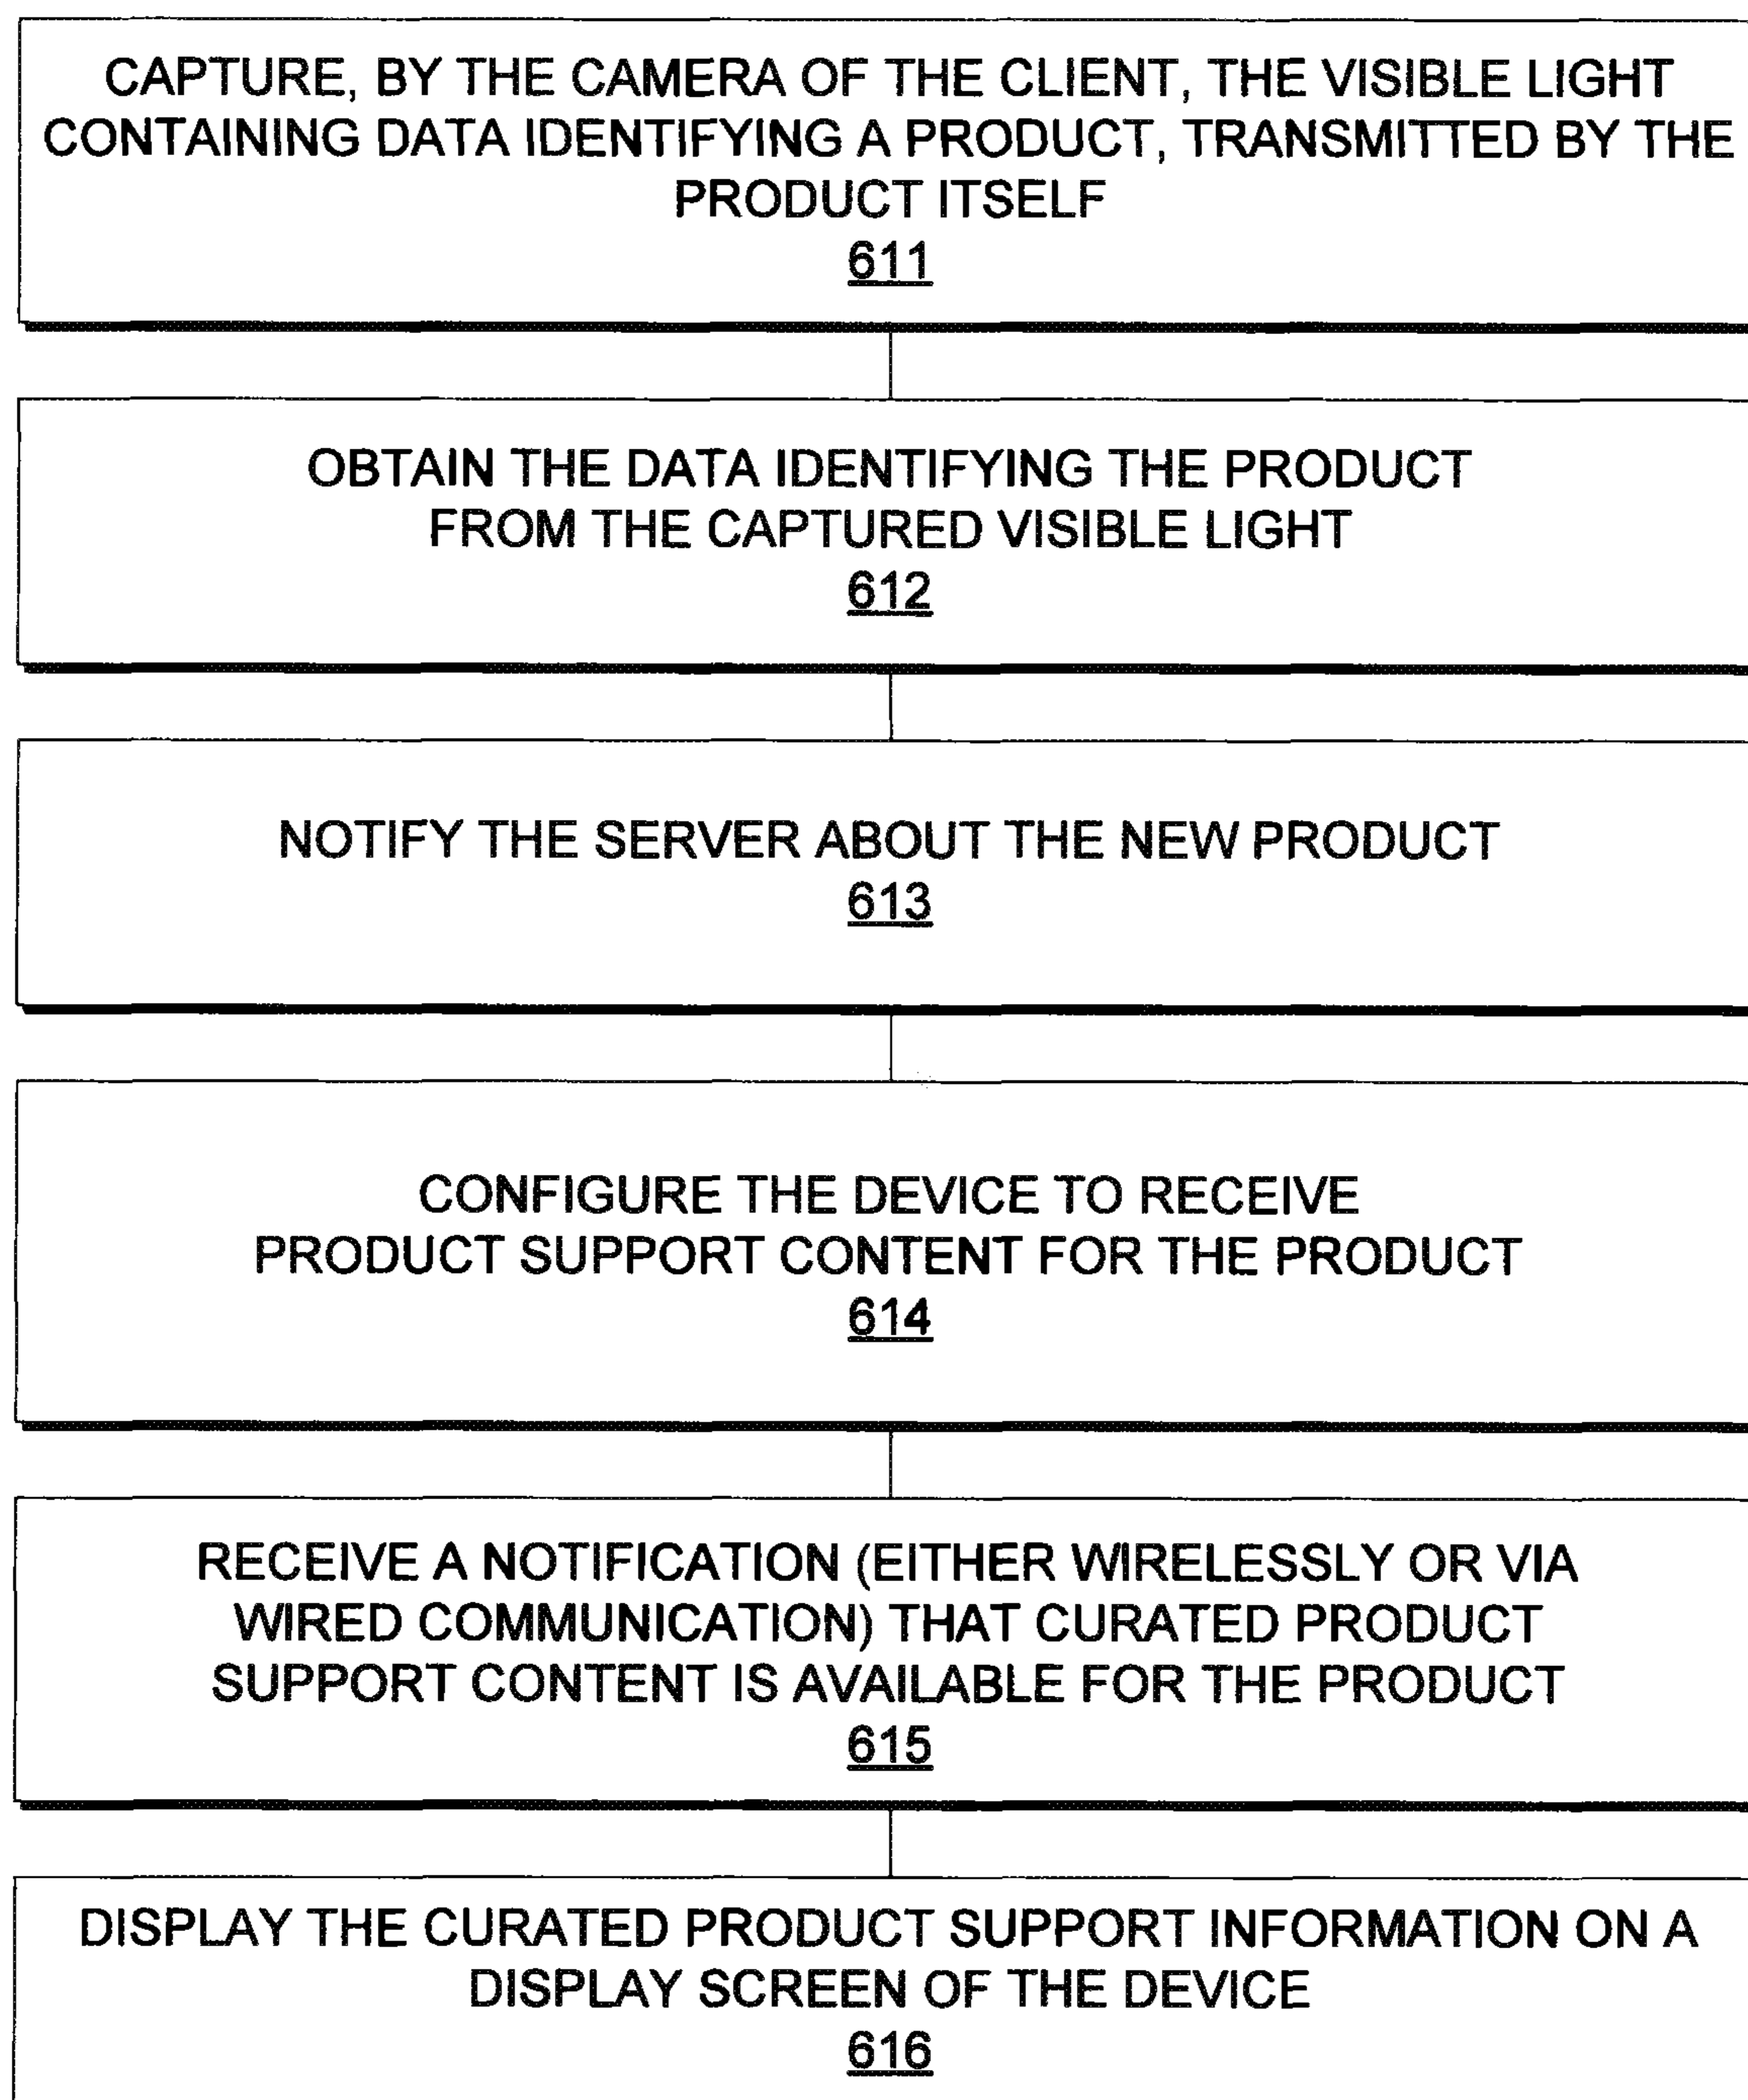 CAPTURE, BY THE CAMERA OF THE CLIENT, THE VISIBLE LIGHT
CONTAINING DATA IDENTIFYING A PRODUCT, TRANSMITTED BY THE
PRODUCT ITSELF
611
OBTAIN THE DATA IDENTIFYING THE PRODUCT
FROM THE CAPTURED VISIBLE LIGHT
612
NOTIFY THE SERVER ABOUT THE NEW PRODUCT
613
CONFIGURE THE DEVICE TO RECEIVE
PRODUCT SUPPORT CONTENT FOR THE PRODUCT
614
RECEIVE A NOTIFICATION (EITHER WIRELESSLY OR VIA
WIRED COMMUNICATION) THAT CURATED PRODUCT
SUPPORT CONTENT IS AVAILABLE FOR THE PRODUCT
615
DISPLAY THE CURATED PRODUCT SUPPORT INFORMATION ON A
DISPLAY SCREEN OF THE DEVICE
616